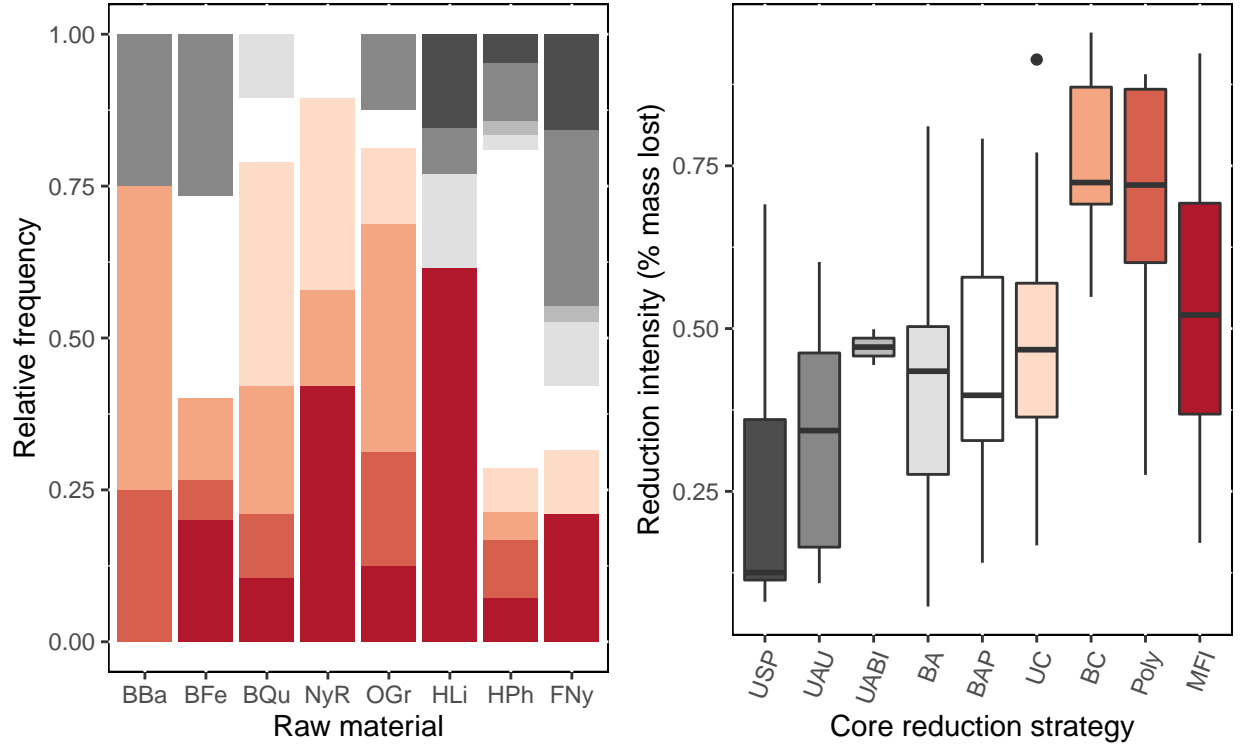 Relative frequency
1.00
0.75
0.50
0.25
0.00
BBa BFe BQu NyR OGr HLi HPh FNy
Raw material
Reduction intensity (% mass lost)
0.75
0.50
0.25
USP UAU UABI BA BAP UC BC Poly MFI
Core reduction strategy